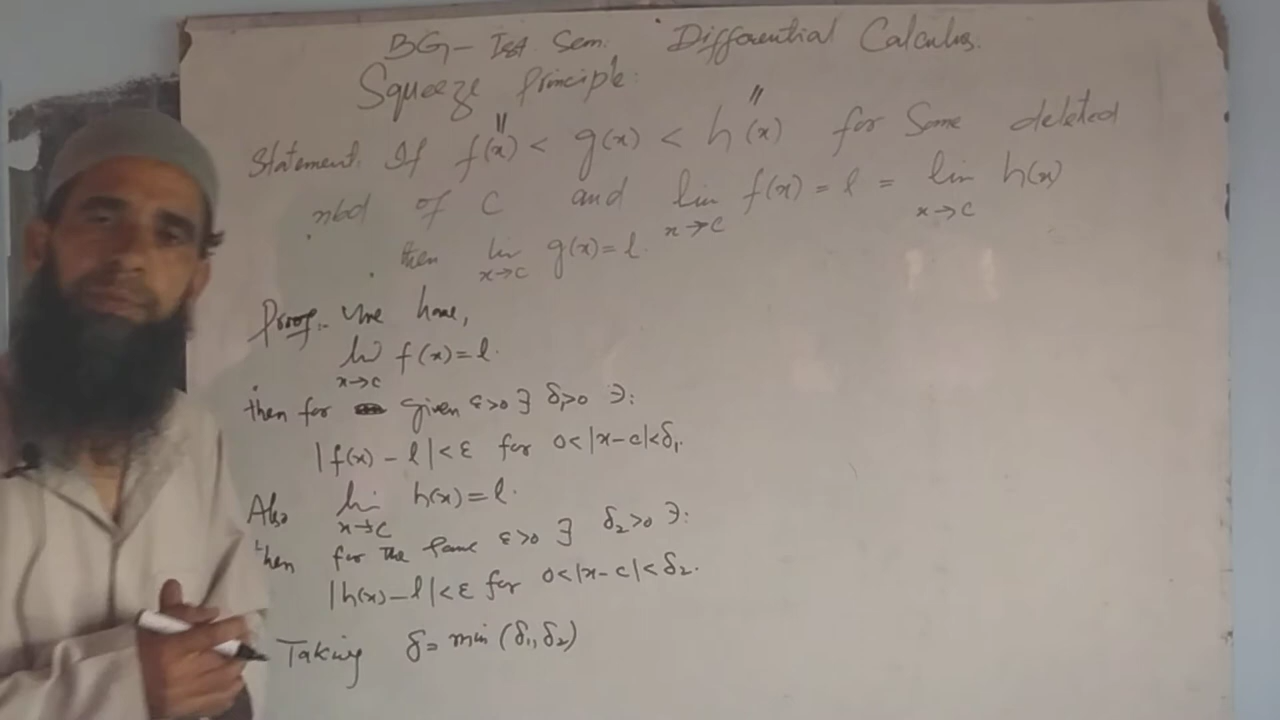 BG - Ist Sem. Differential Calculus.
Squeeze Principle:
Statement. If f(x) < g(x) < h(x) for Some deleted
nbd of C and lim x→c f(x) = l = lim x→c h(x)
then lim x→c g(x) = l.
Proof:- We have,
lim x→c f(x) = l.
then for given ε>0 ∃ δ₁>0 ∋:
|f(x) - l| < ε for 0<|x-c|<δ₁.
Also lim x→c h(x) = l.
then for the same ε>0 ∃ δ₂>0 ∋:
|h(x) - l| < ε for 0<|x-c|<δ₂.
Taking δ = min (δ₁, δ₂)